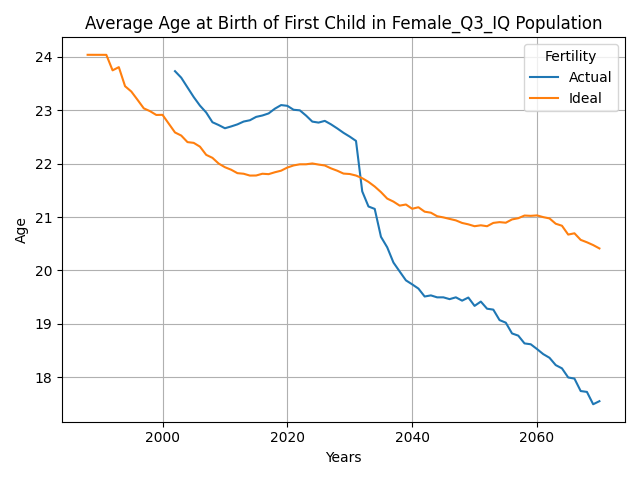 Average Age at Birth of First Child in Female_Q3_IQ Population
Fertility
Actual
Ideal
24
23
22
21
20
19
18
Age
2000
2020
2040
2060
Years